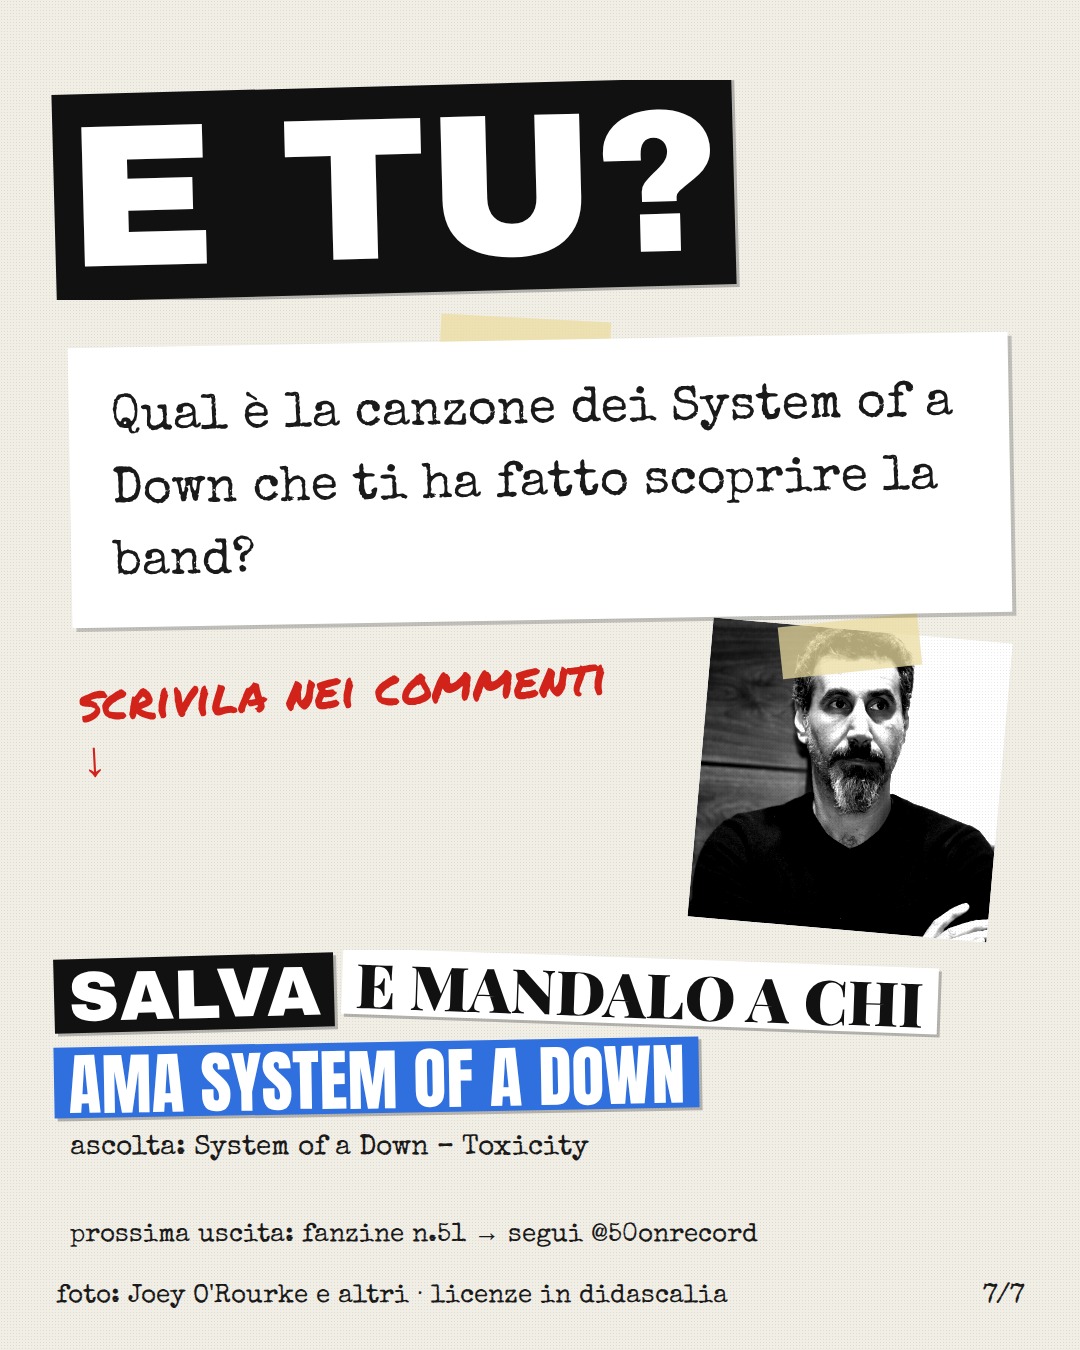 E TU?
Qual è la canzone dei System of a
Down che ti ha fatto scoprire la
band?
SCRIVILA NEI COMMENTI
↓
SALVA E MANDALO A CHI
AMA SYSTEM OF A DOWN
ascolta: System of a Down – Toxicity
prossima uscita: fanzine n.51 → segui @50onrecord
foto: Joey O'Rourke e altri · licenze in didascalia 7/7